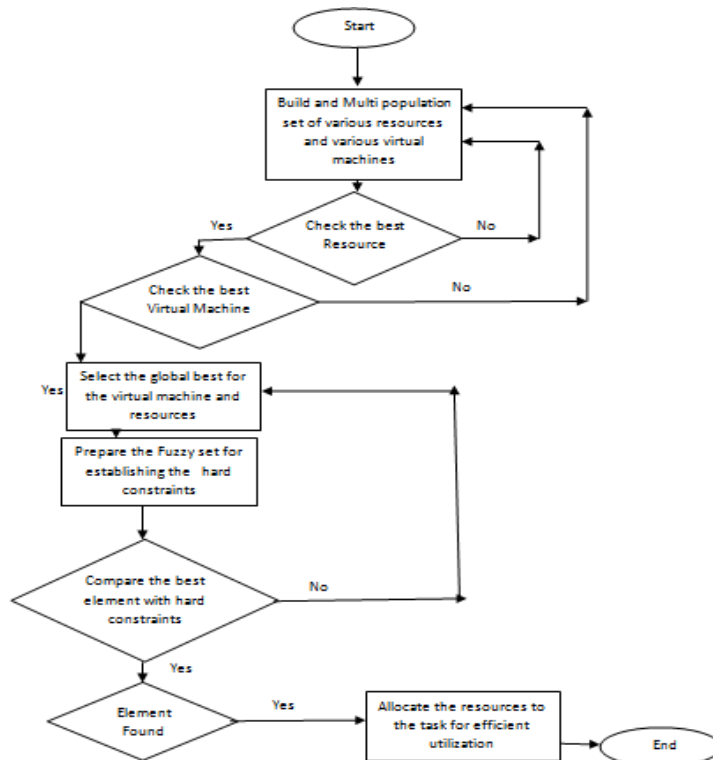 Start
Build and Multi population
set of various resources
and various virtual
machines
Yes
Check the best
Resource
No
Check the best
Virtual Machine
No
Yes
Select the global best for
the virtual machine and
resources
Prepare the Fuzzy set for
establishing the hard
constraints
Compare the best
element with hard
constraints
No
Yes
Element
Found
Yes
Allocate the resources to
the task for efficient
utilization
End